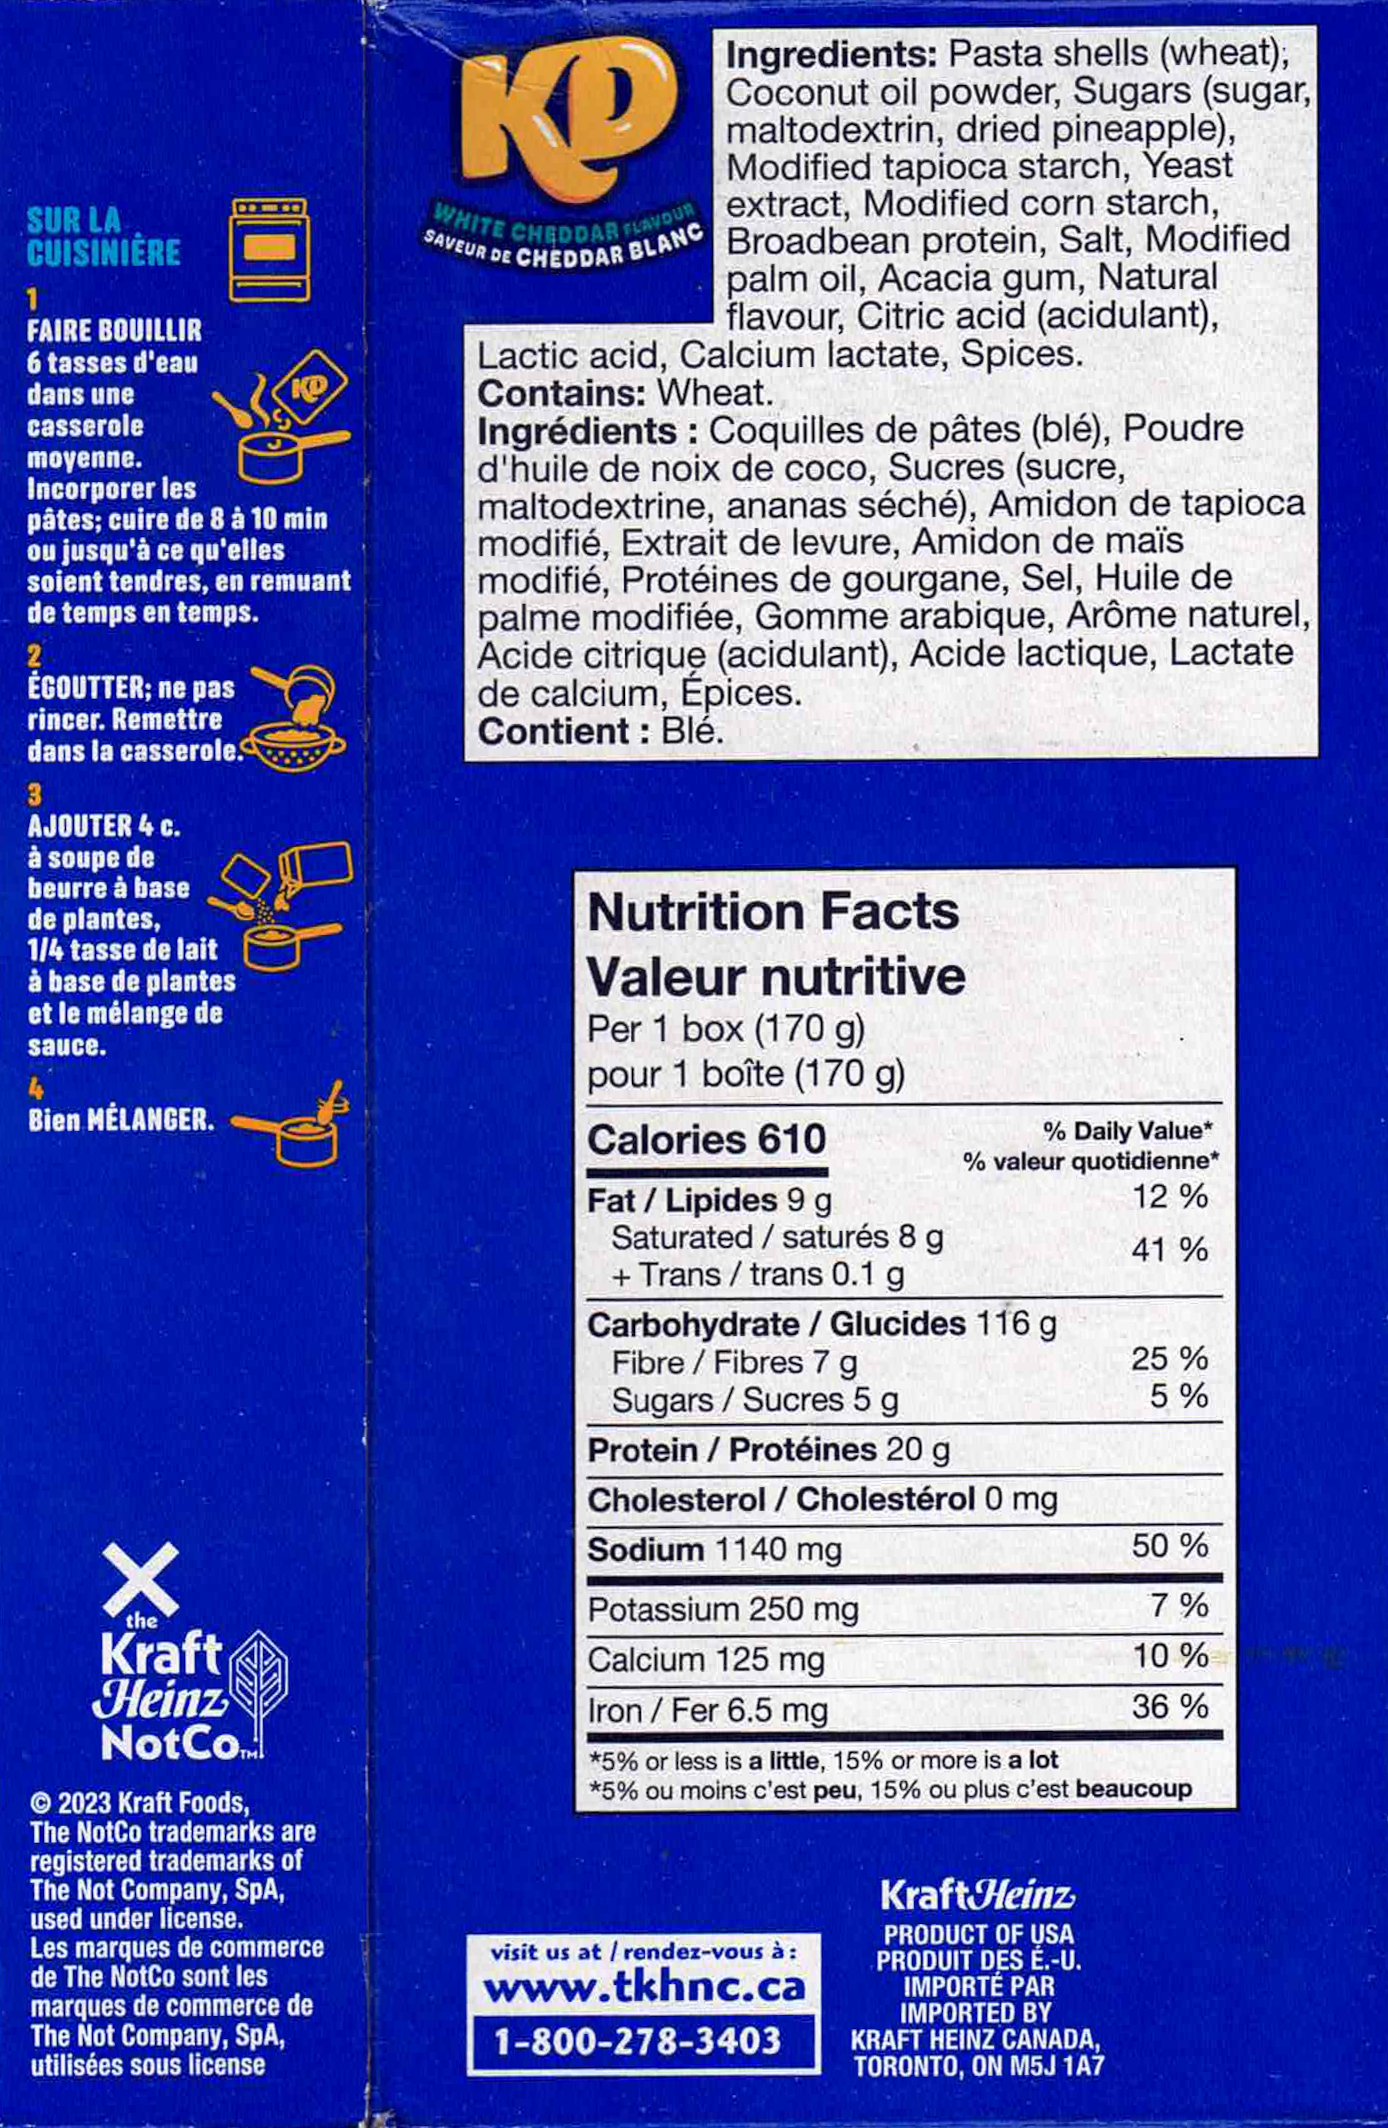 SUR LA
CUISINIÈRE
1
FAIRE BOUILLIR
6 tasses d'eau
dans une
casserole
moyenne.
Incorporer les
pâtes; cuire de 8 à 10 min
ou jusqu'à ce qu'elles
soient tendres, en remuant
de temps en temps.
KD
2
ÉGOUTTER; ne pas
rincer. Remettre
dans la casserole.
3
AJOUTER 4 c.
à soupe de
beurre à base
de plantes,
1/4 tasse de lait
à base de plantes
et le mélange de
sauce.
4
Bien MÉLANGER.
the
Kraft
Heinz
NotCo™
© 2023 Kraft Foods,
The NotCo trademarks are
registered trademarks of
The Not Company, SpA,
used under license.
Les marques de commerce
de The NotCo sont les
marques de commerce de
The Not Company, SpA,
utilisées sous license
KD
WHITE CHEDDAR FLAVOUR
SAVEUR DE CHEDDAR BLANC
Ingredients: Pasta shells (wheat);
Coconut oil powder, Sugars (sugar,
maltodextrin, dried pineapple),
Modified tapioca starch, Yeast
extract, Modified corn starch,
Broadbean protein, Salt, Modified
palm oil, Acacia gum, Natural
flavour, Citric acid (acidulant),
Lactic acid, Calcium lactate, Spices.
Contains: Wheat.
Ingrédients : Coquilles de pâtes (blé), Poudre
d'huile de noix de coco, Sucres (sucre,
maltodextrine, ananas séché), Amidon de tapioca
modifié, Extrait de levure, Amidon de maïs
modifié, Protéines de gourgane, Sel, Huile de
palme modifiée, Gomme arabique, Arôme naturel,
Acide citrique (acidulant), Acide lactique, Lactate
de calcium, Épices.
Contient : Blé.
Nutrition Facts
Valeur nutritive
Per 1 box (170 g)
pour 1 boîte (170 g)
Calories 610
% Daily Value*
% valeur quotidienne*
Fat / Lipides 9 g 12 %
Saturated / saturés 8 g
+ Trans / trans 0.1 g 41 %
Carbohydrate / Glucides 116 g
Fibre / Fibres 7 g 25 %
Sugars / Sucres 5 g 5 %
Protein / Protéines 20 g
Cholesterol / Cholestérol 0 mg
Sodium 1140 mg 50 %
Potassium 250 mg 7 %
Calcium 125 mg 10 %
Iron / Fer 6.5 mg 36 %
*5% or less is a little, 15% or more is a lot
*5% ou moins c'est peu, 15% ou plus c'est beaucoup
visit us at / rendez-vous à :
www.tkhnc.ca
1-800-278-3403
KraftHeinz
PRODUCT OF USA
PRODUIT DES É.-U.
IMPORTÉ PAR
IMPORTED BY
KRAFT HEINZ CANADA,
TORONTO, ON M5J 1A7